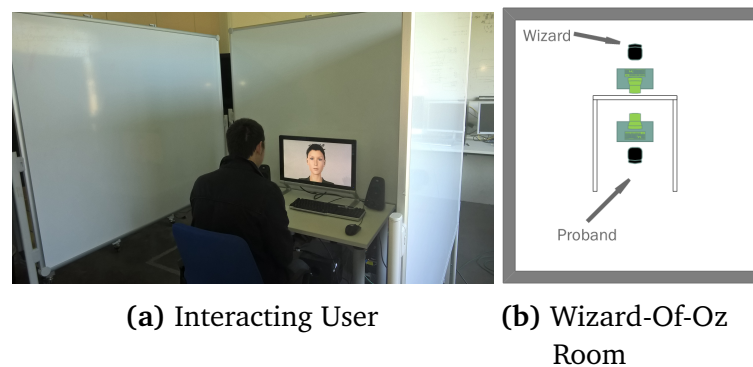 Wizard
Proband
(a) Interacting User
(b) Wizard-Of-Oz
Room